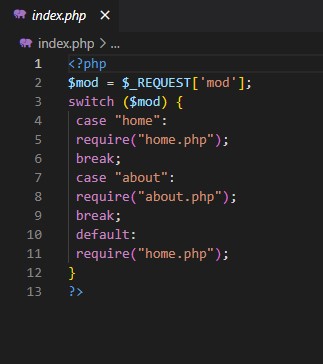 index.php ×
index.php > ...
1 <?php
2 $mod = $_REQUEST['mod'];
3 switch ($mod) {
4 case "home":
5 require("home.php");
6 break;
7 case "about":
8 require("about.php");
9 break;
10 default:
11 require("home.php");
12 }
13 ?>